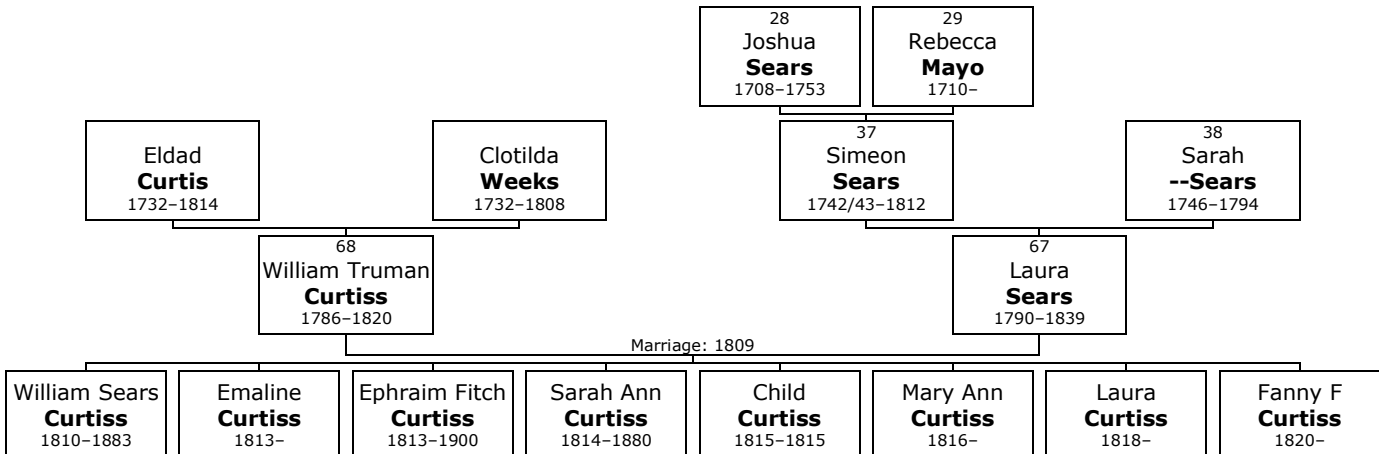 28
Joshua
Sears
1708–1753
29
Rebecca
Mayo
1710–
Eldad
Curtis
1732–1814
Clotilda
Weeks
1732–1808
37
Simeon
Sears
1742/43–1812
38
Sarah
--Sears
1746–1794
68
William Truman
Curtiss
1786–1820
67
Laura
Sears
1790–1839
Marriage: 1809
William Sears
Curtiss
1810–1883
Emaline
Curtiss
1813–
Ephraim Fitch
Curtiss
1813–1900
Sarah Ann
Curtiss
1814–1880
Child
Curtiss
1815–1815
Mary Ann
Curtiss
1816–
Laura
Curtiss
1818–
Fanny F
Curtiss
1820–